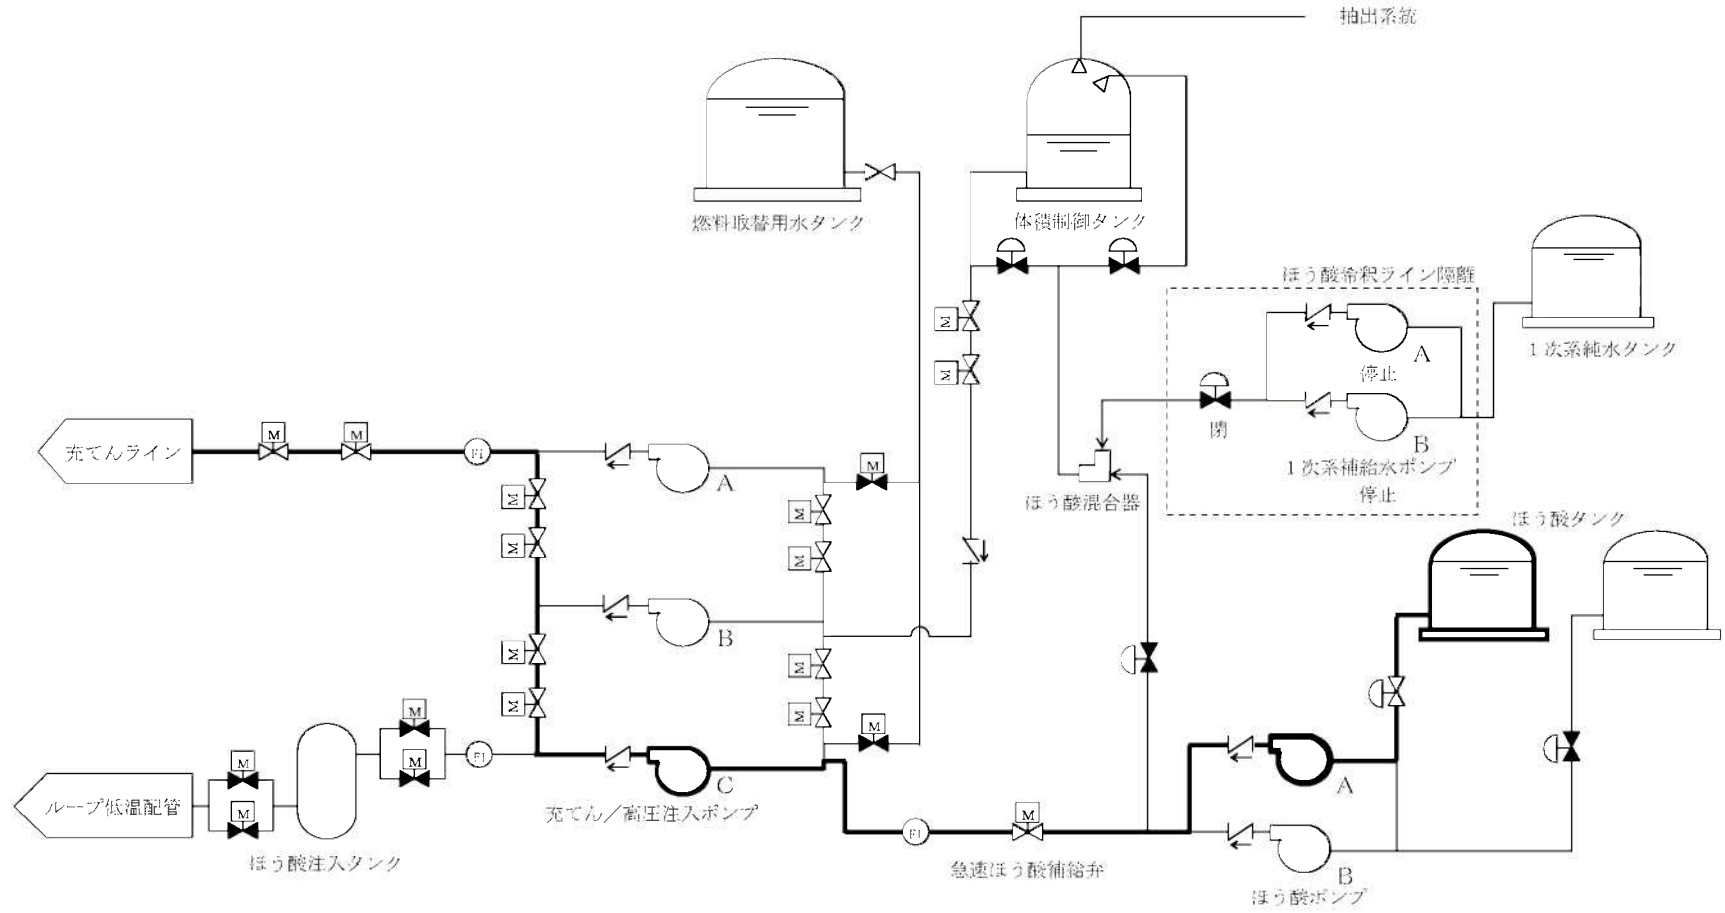 抽出系統
燃料取替用水タンク
体積制御タンク
ほう酸希釈ライン隔離
M
A
1次系純水タンク
M
停止
充てんライン
M
M
FI
閉
B
A
M
1次系補給水ポンプ
M
停止
ほう酸混合器
M
ほう酸タンク
M
M
B
M
M
M
M
M
M
M
M
FI
C
A
ループ低温配管
M
充てん/高圧注入ポンプ
M
FI
ほう酸注入タンク
急速ほう酸補給弁
B
ほう酸ポンプ